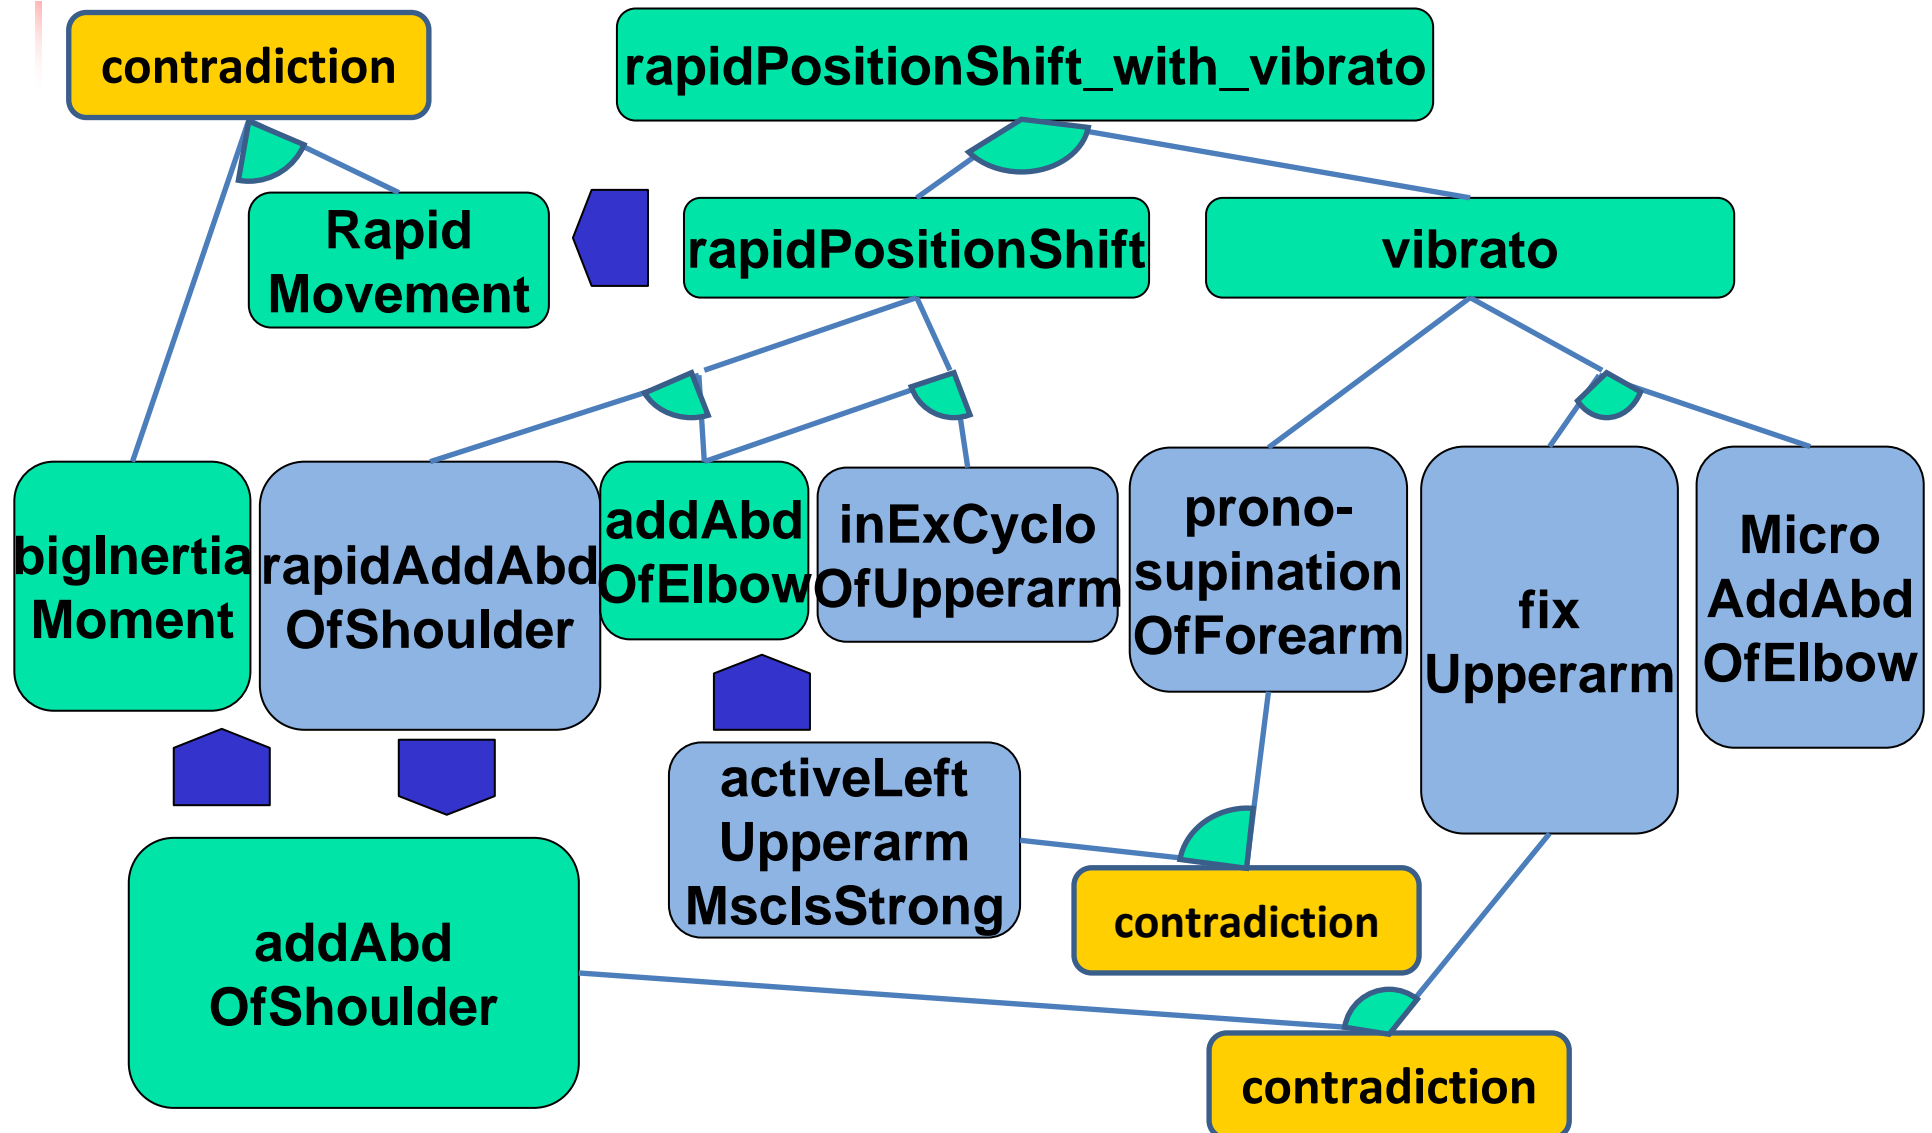 contradiction
rapidPositionShift_with_vibrato
Rapid
Movement
rapidPositionShift
vibrato
bigInertia
Moment
rapidAddAbd
OfShoulder
addAbd
OfElbow
inExCyclo
OfUpperarm
prono-
supination
OfForearm
fix
Upperarm
Micro
AddAbd
OfElbow
activeLeft
Upperarm
MsclsStrong
contradiction
addAbd
OfShoulder
contradiction